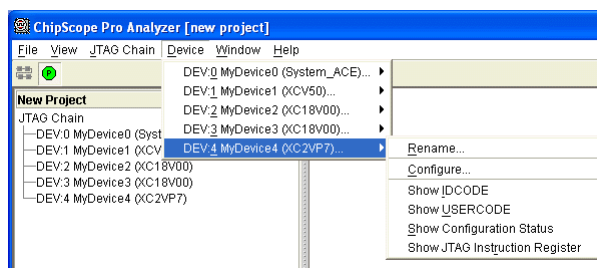 ChipScope Pro Analyzer [new project]
File View JTAG Chain Device Window Help
P
DEV:0 MyDevice0 (System_ACE)...
DEV:1 MyDevice1 (XCV50)...
DEV:2 MyDevice2 (XC18V00)...
DEV:3 MyDevice3 (XC18V00)...
DEV:4 MyDevice4 (XC2VP7)...
Rename...
Configure...
Show IDCODE
Show USERCODE
Show Configuration Status
Show JTAG Instruction Register
New Project
JTAG Chain
DEV:0 MyDevice0 (Syst
DEV:1 MyDevice1 (XCV
DEV:2 MyDevice2 (XC18V00)
DEV:3 MyDevice3 (XC18V00)
DEV:4 MyDevice4 (XC2VP7)